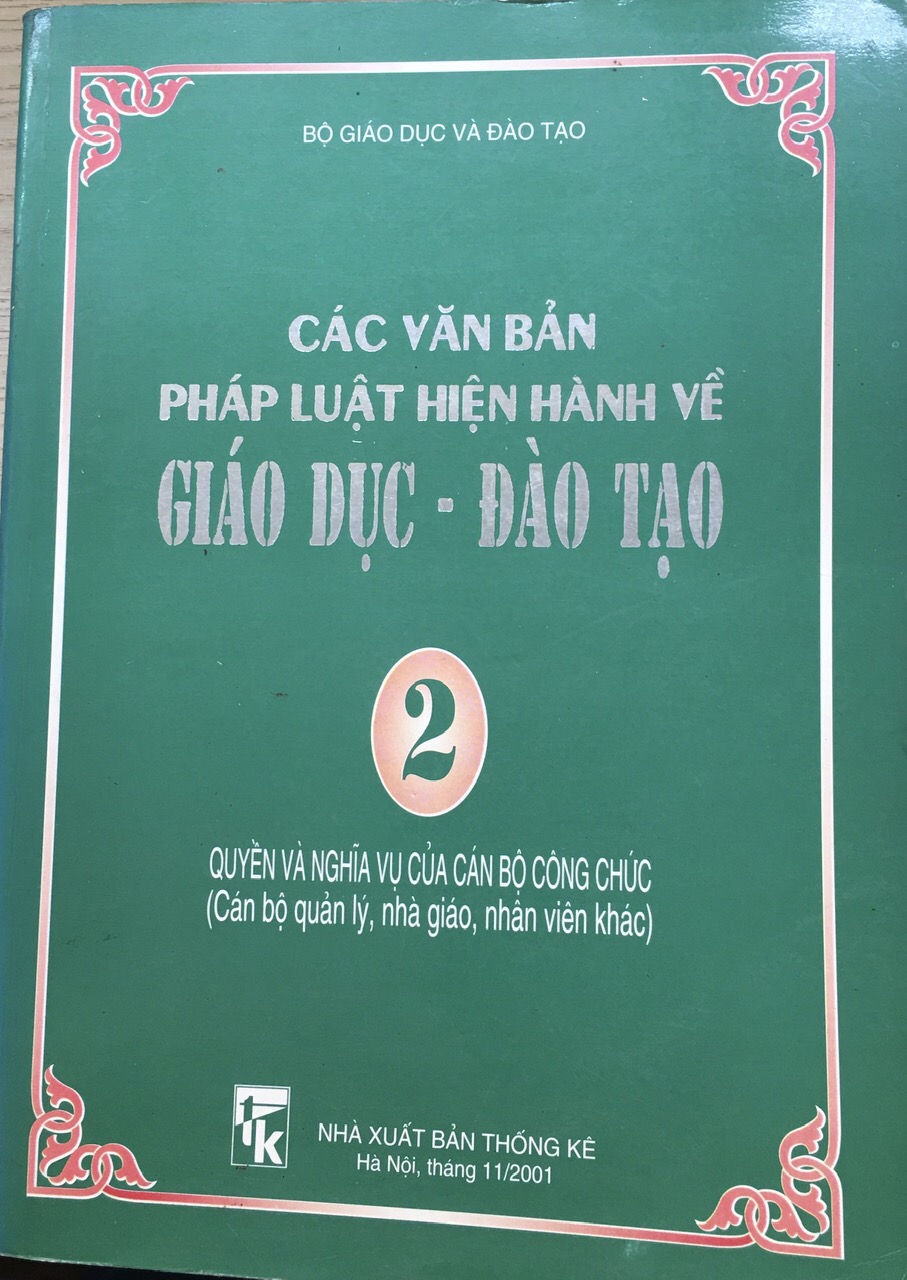 BỘ GIÁO DỤC VÀ ĐÀO TẠO
CÁC VĂN BẢN
PHÁP LUẬT HIỆN HÀNH VỀ
GIÁO DỤC - ĐÀO TẠO
2
QUYỀN VÀ NGHĨA VỤ CỦA CÁN BỘ CÔNG CHỨC
(Cán bộ quản lý, nhà giáo, nhân viên khác)
tk
NHÀ XUẤT BẢN THỐNG KÊ
Hà Nội, tháng 11/2001